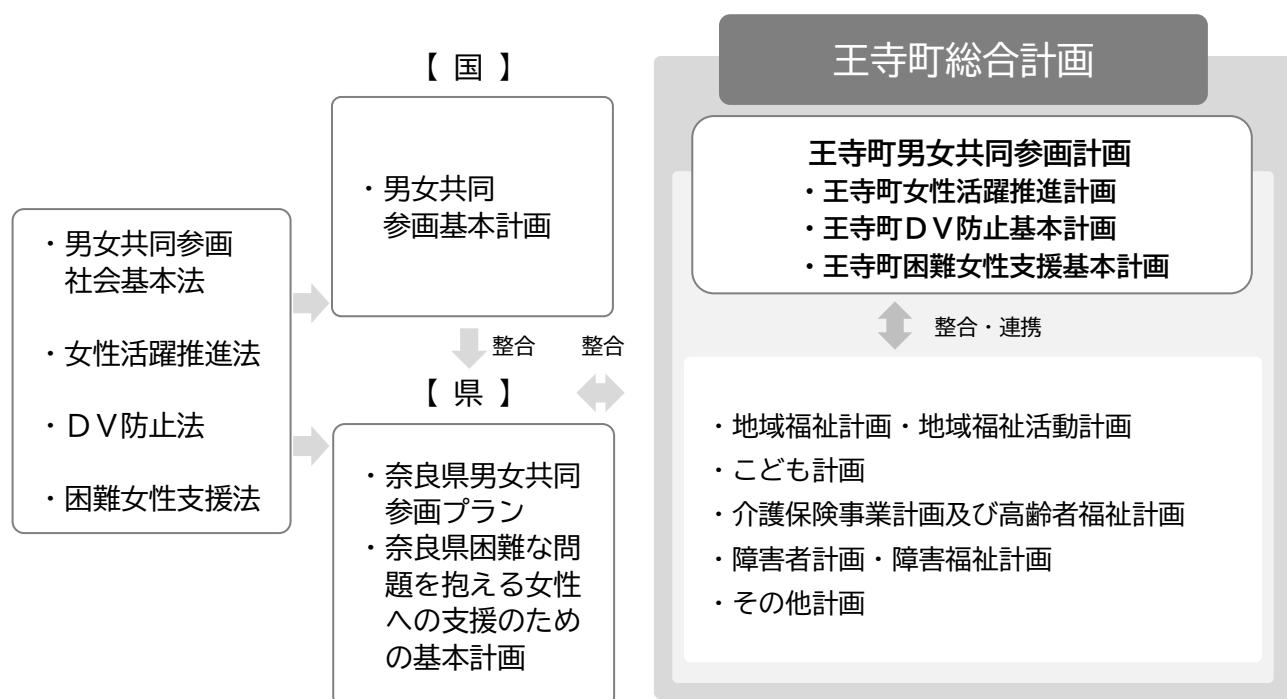 ・男女共同参画
社会基本法
・女性活躍推進法
・ＤＶ防止法
・困難女性支援法
【 国 】
・男女共同
参画基本計画
整合
整合
【 県 】
・奈良県男女共同
参画プラン
・奈良県困難な問
題を抱える女性
への支援のため
の基本計画
王寺町総合計画
王寺町男女共同参画計画
・王寺町女性活躍推進計画
・王寺町ＤＶ防止基本計画
・王寺町困難女性支援基本計画
整合・連携
・地域福祉計画・地域福祉活動計画
・こども計画
・介護保険事業計画及び高齢者福祉計画
・障害者計画・障害福祉計画
・その他計画